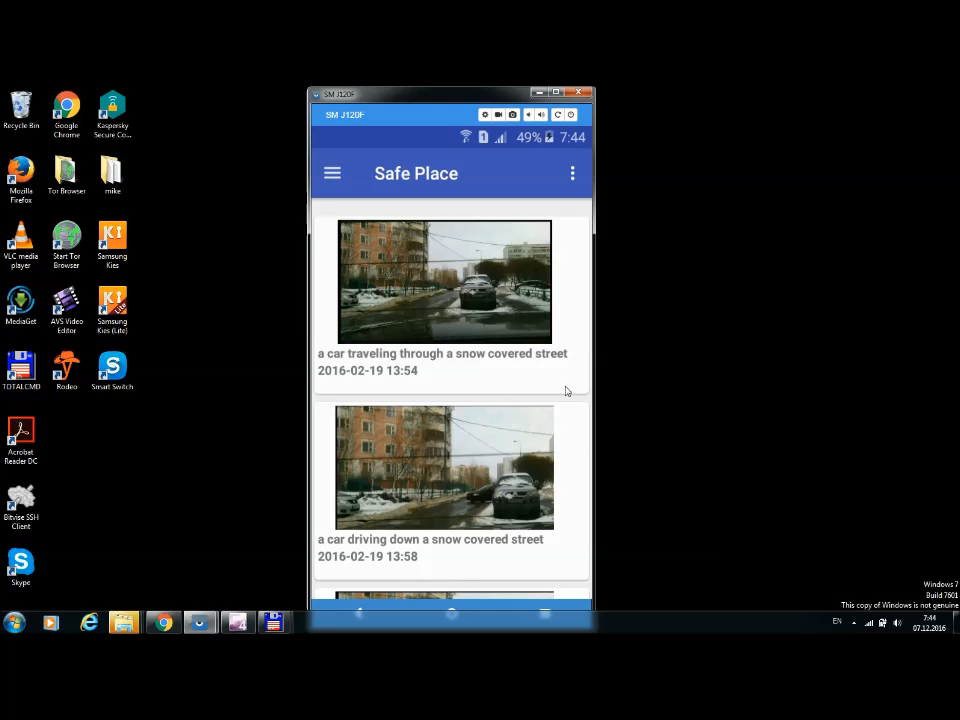 SM J120F
SM J120F
1 49% 7:44
Safe Place
a car traveling through a snow covered street
2016-02-19 13:54
a car driving down a snow covered street
2016-02-19 13:58
Recycle Bin
Google
Chrome
Kaspersky
Secure Co...
Mozilla
Firefox
Tor Browser
mike
VLC media
player
Start Tor
Browser
Samsung
Kies
MediaGet
AVS Video
Editor
Samsung
Kies (Lite)
TOTALCMD
Rodeo
Smart Switch
Acrobat
Reader DC
Bitvise SSH
Client
Skype
Windows 7
Build 7601
This copy of Windows is not genuine
EN
7:44
07.12.2016